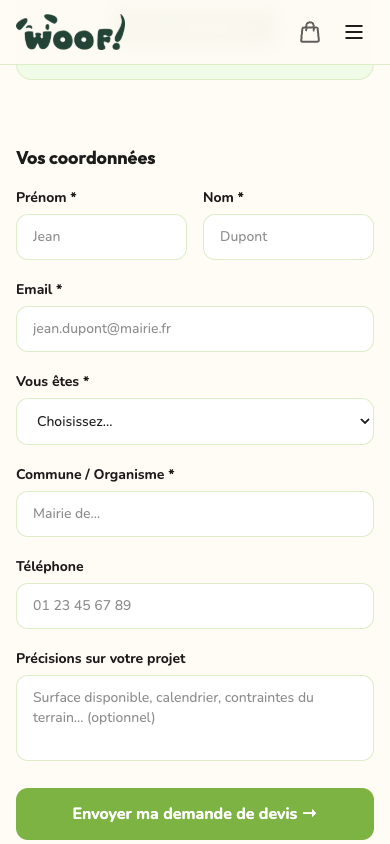 WOOF!
Vos coordonnées
Prénom * Nom *
Jean Dupont
Email *
jean.dupont@mairie.fr
Vous êtes *
Choisissez...
Commune / Organisme *
Mairie de...
Téléphone
01 23 45 67 89
Précisions sur votre projet
Surface disponible, calendrier, contraintes du
terrain... (optionnel)
Envoyer ma demande de devis →